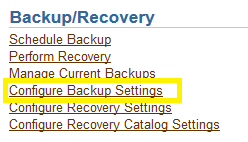 Backup/Recovery
Schedule Backup
Perform Recovery
Manage Current Backups
Configure Backup Settings
Configure Recovery Settings
Configure Recovery Catalog Settings